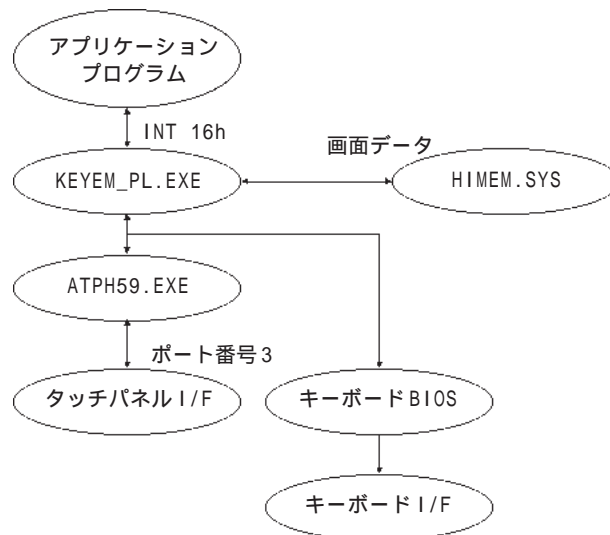 アプリケーション
プログラム
INT 16h
画面データ
KEYEM_PL.EXE
HIMEM.SYS
ATPH59.EXE
ポート番号3
タッチパネルI/F
キーボードBIOS
キーボードI/F